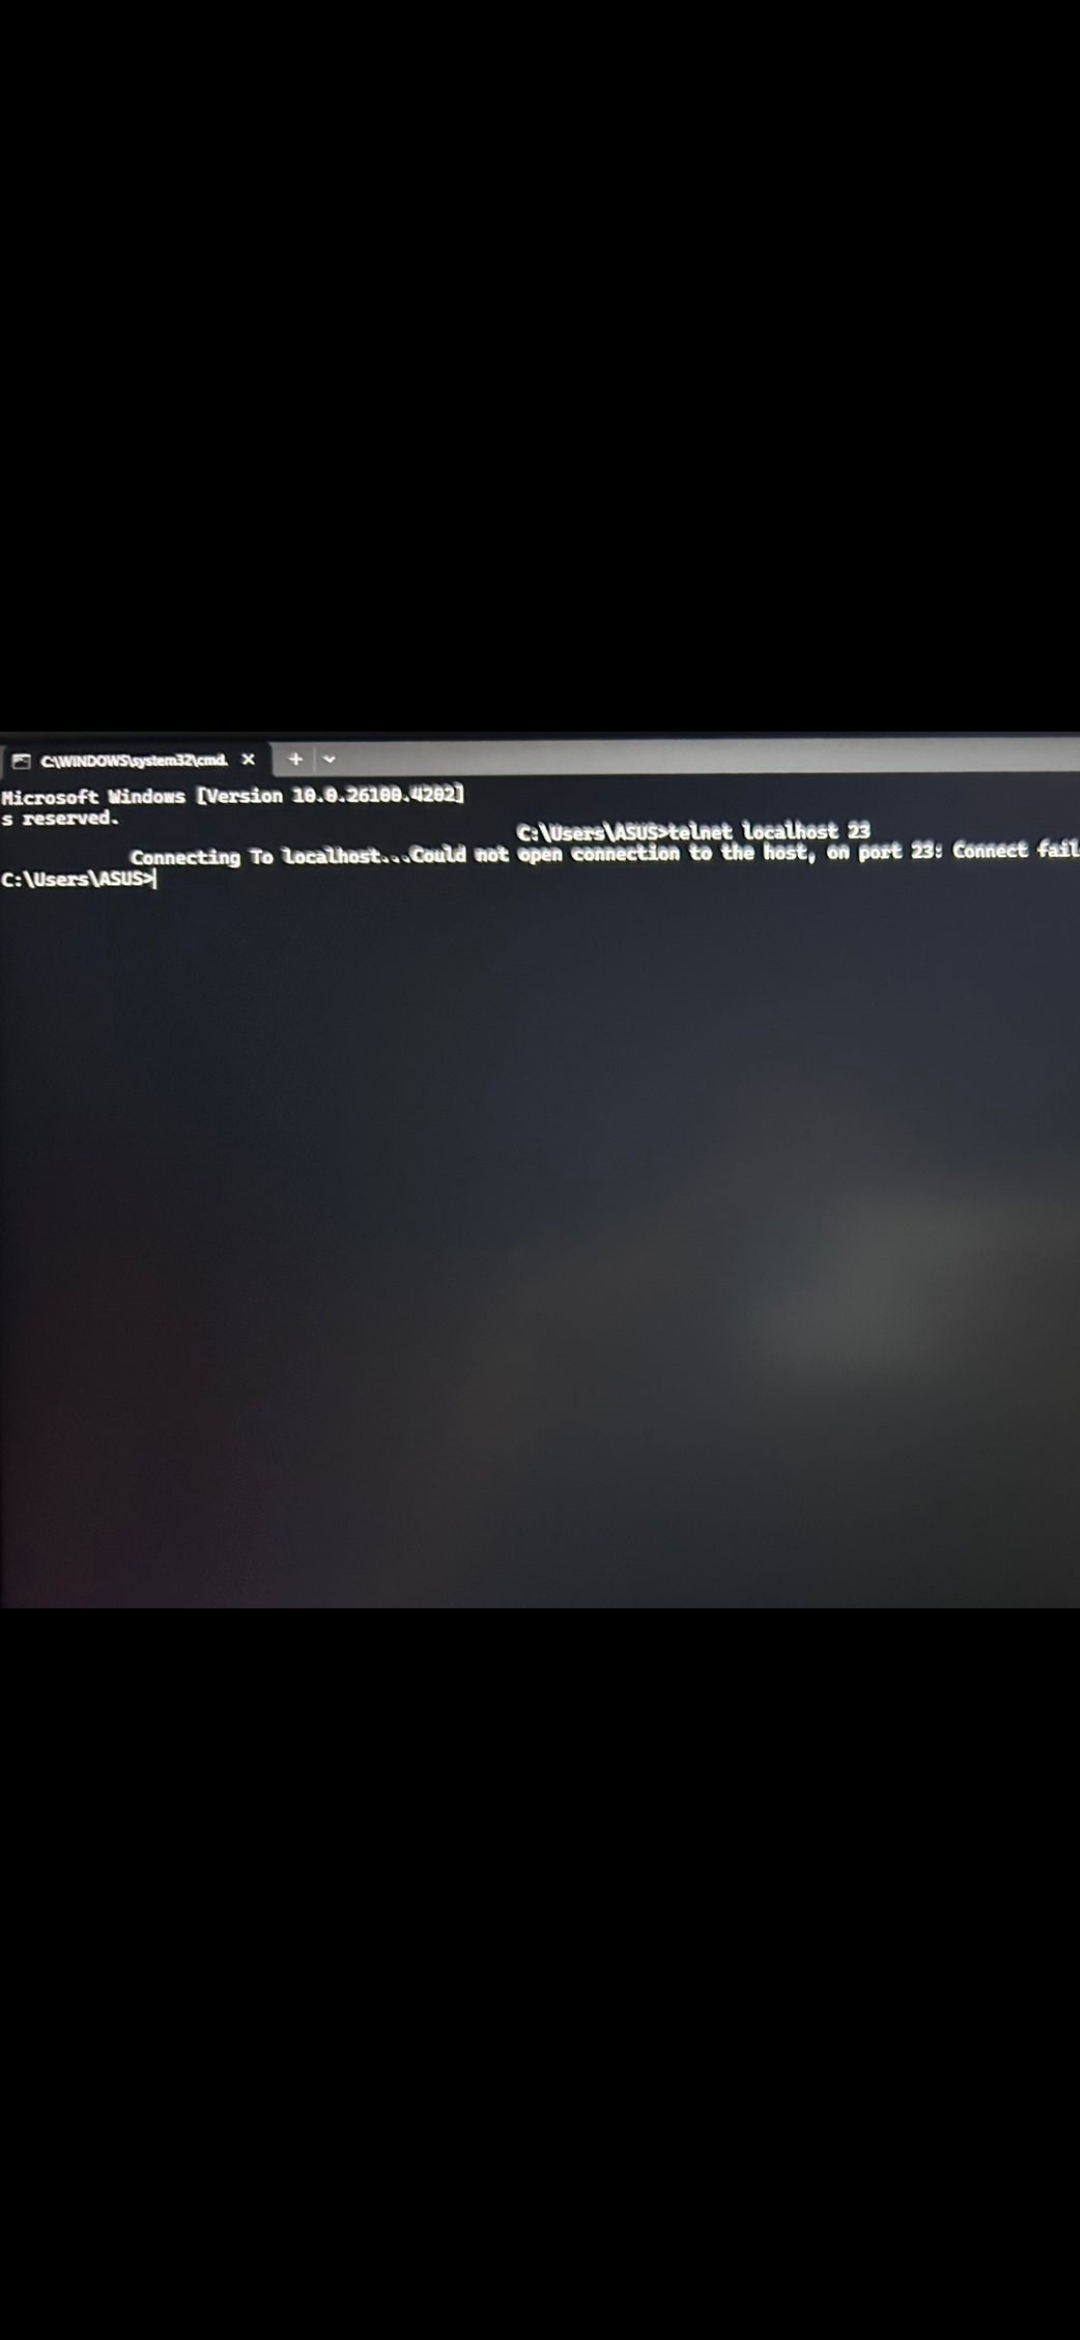 C:\WINDOWS\system32\cmd.
Microsoft Windows [Version 10.0.26100.4202]
s reserved.
C:\Users\ASUS>telnet localhost 23
Connecting To localhost...Could not open connection to the host, on port 23: Connect fail
C:\Users\ASUS>